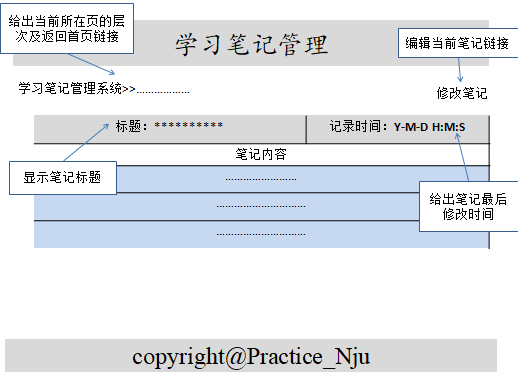 给出当前所在页的层
次及返回首页链接
学习笔记管理
编辑当前笔记链接
学习笔记管理系统>>………………
修改笔记
标题：**********
记录时间：Y-M-D H:M:S
笔记内容
显示笔记标题
……………………
…………………………
…………………………
给出笔记最后
修改时间
copyright@Practice_Nju